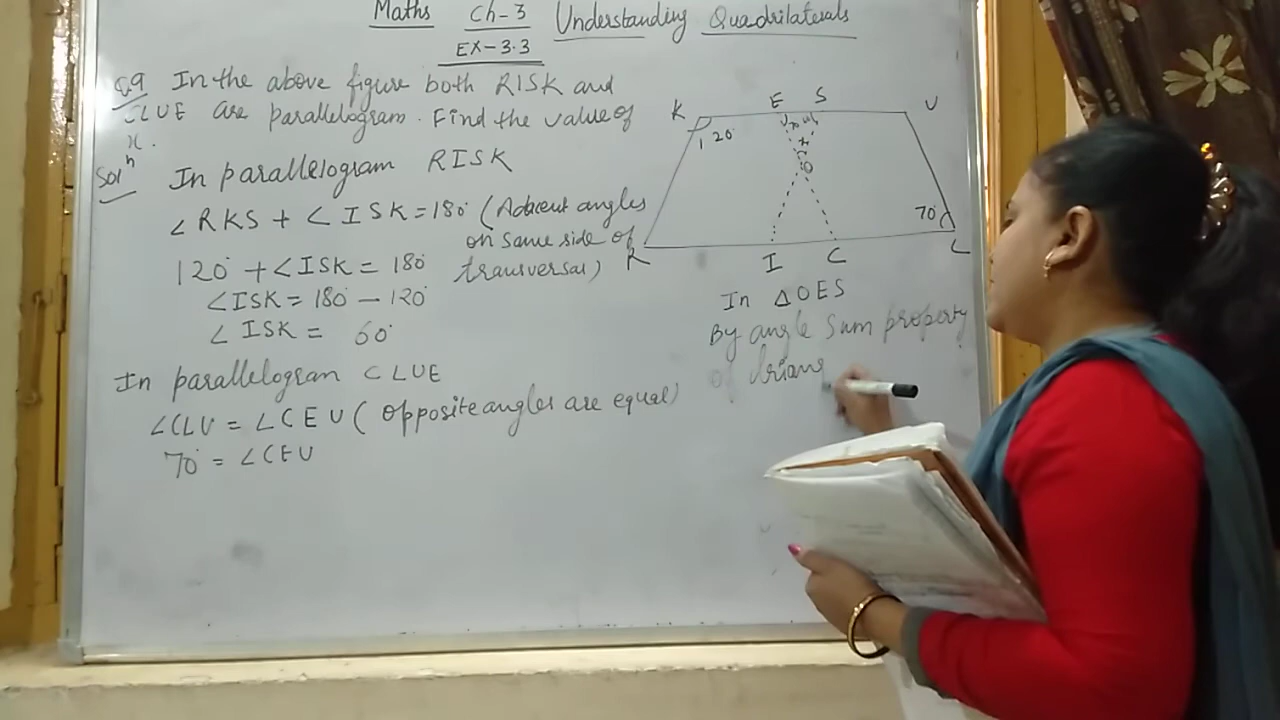 Maths Ch-3 Understanding Quadrilaterals
EX-3.3
Q9 In the above figure both RISK and
CLUE are parallelogram. Find the value of
x.
Solⁿ In parallelogram RISK
∠RKS + ∠ISK = 180° (Adjacent angles
on same side of
transversal)
120° + ∠ISK = 180°
∠ISK = 180° - 120°
∠ISK = 60°
In parallelogram CLUE
∠CLU = ∠CEU (opposite angles are equal)
70° = ∠CEU
K E S U
120°
x
O
70°
R I C L
In △OES
By angle sum property
of triang